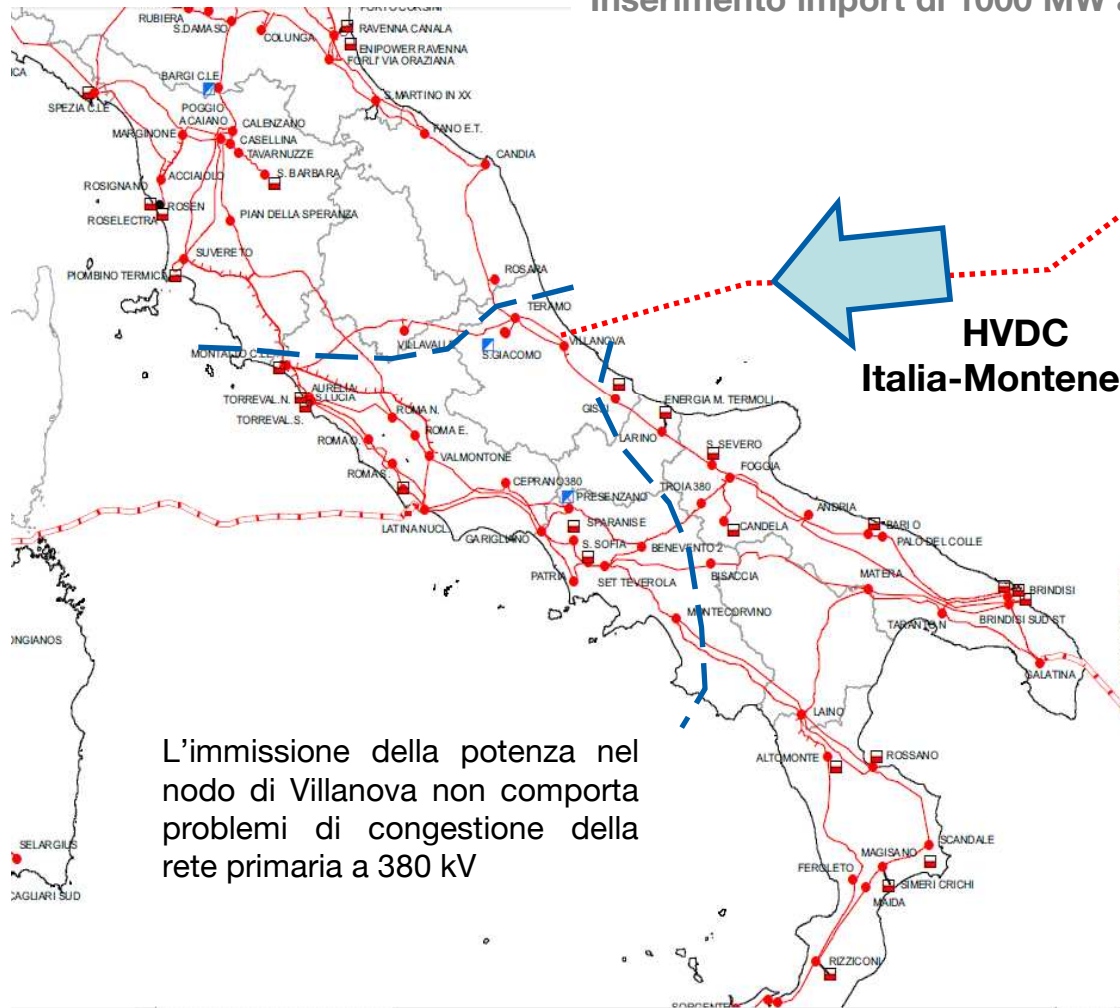 Inserimento import di 1000 MW
PORTOCORSINI
RUBIERA
RAVENNA CANALA
S.DAMASO
COLUNGA
ENIPOWER RAVENNA
FORLI' VIA ORAZIANA
BARGI C.LE
SPEZIA C.LE
POGGIO
A CAIANO
S. MARTINO IN XX
CALENZANO
MARGINONE
CASELLINA
FANO E.T.
TAVARNUZZE
CANDIA
ACCIAIOLO
S. BARBARA
ROSIGNANO
ROSEN
ROSELECTRA
PIAN DELLA SPERANZA
SUVERETO
PIOMBINO TERMICA
ROSARA
TERAMO
VILLAVALLE
S.GIACOMO
VILLANOVA
HVDC
Italia-Montene
MONTALTO C.LE
AURELIA
S.LUCIA
TORREVAL.N.
TORREVAL.S.
ROMA N.
ROMA E.
ROMA O.
VALMONTONE
ROMA S.
GISSI
ENERGIA M. TERMOLI
LARINO
S. SEVERO
FOGGIA
CEPRANO380
PRESENZANO
TROIA 380
LATINA NUCL.
GARIGLIANO
SPARANISE
CANDELA
ANDRIA
BARI O
PALO DEL COLLE
S. SOFIA
BENEVENTO 2
PATRIA
SETTEVEROLA
BISACCIA
MATERA
BRINDISI
BRINDISI SUD ST
MONTECORVINO
TARANTO N
GALATINA
ONGIANOS
LAINO
ALTOMONTE
ROSSANO
L'immissione della potenza nel
nodo di Villanova non comporta
problemi di congestione della
rete primaria a 380 kV
SELARGIUS
CAGLIARI SUD
SCANDALE
MAGISANO
FEROLETO
SIMERI CRICHI
MAIDA
RIZZICONI
SORGENTE